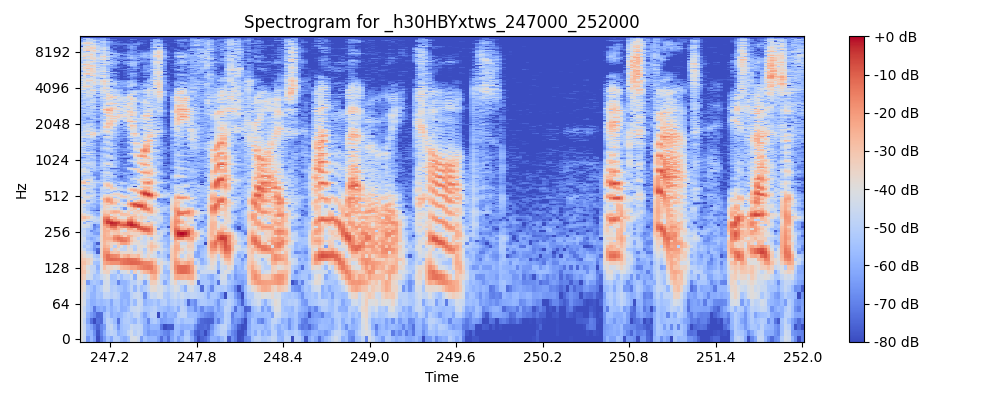 Spectrogram for _h30HBYxtws_247000_252000
Hz
8192
4096
2048
1024
512
256
128
64
0
247.2 247.8 248.4 249.0 249.6 250.2 250.8 251.4 252.0
Time
+0 dB
-10 dB
-20 dB
-30 dB
-40 dB
-50 dB
-60 dB
-70 dB
-80 dB